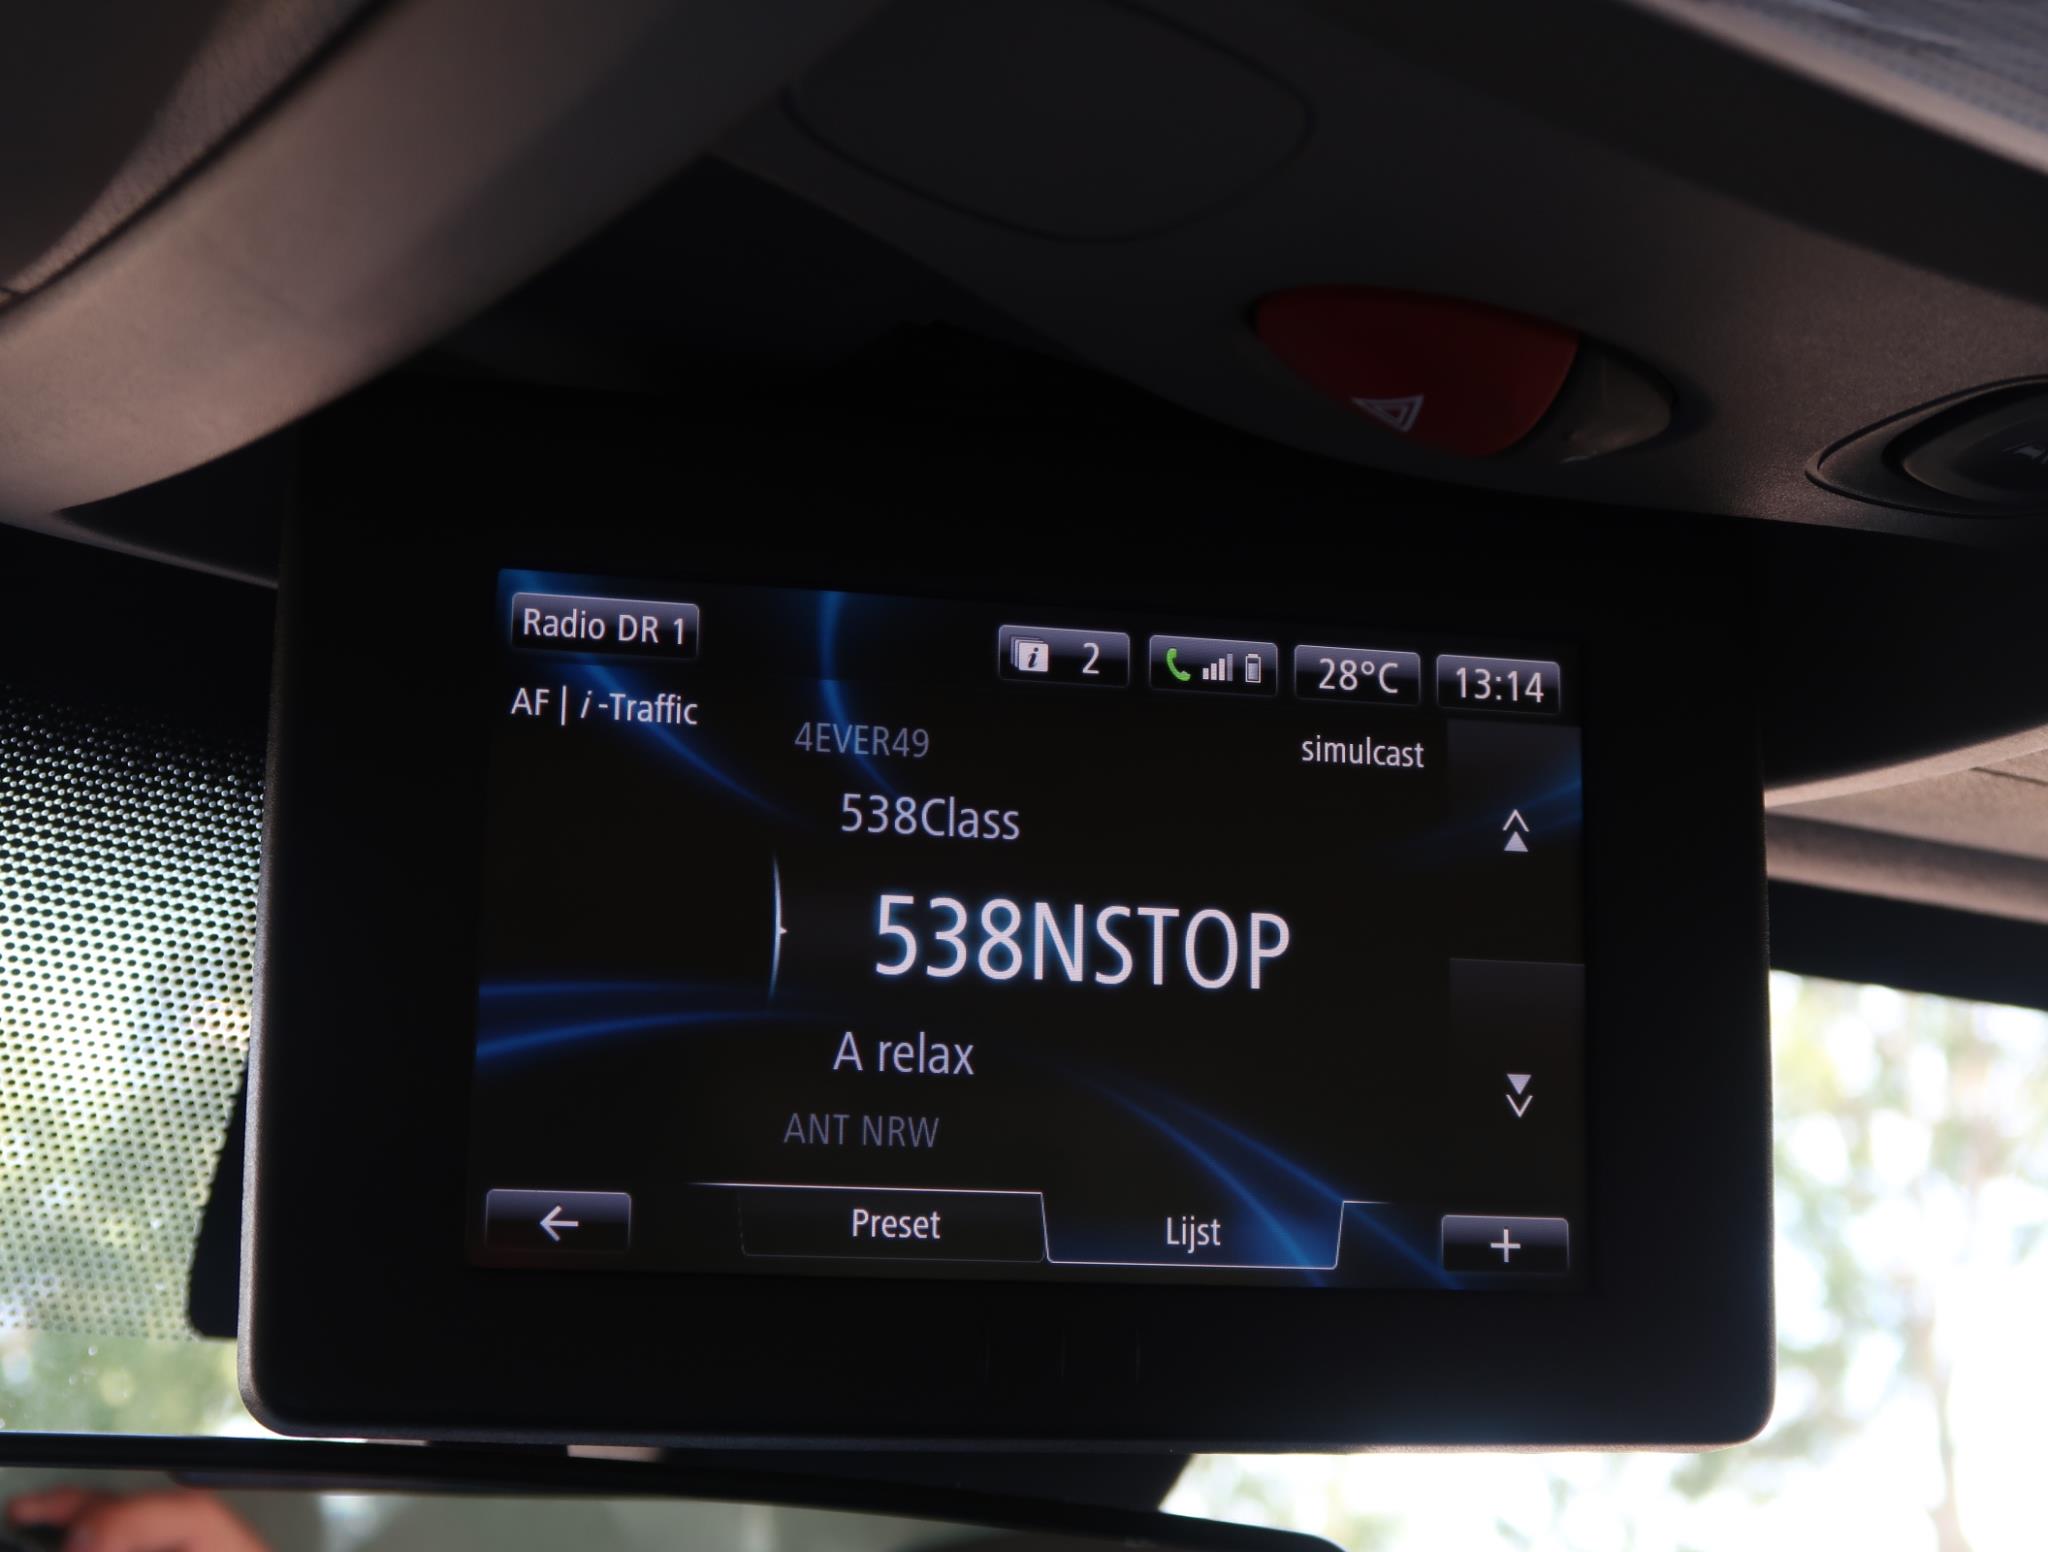 Radio DR 1
2
28°C
13:14
AF | i -Traffic
4EVER49
simulcast
538Class
538NSTOP
A relax
ANT NRW
Preset
Lijst